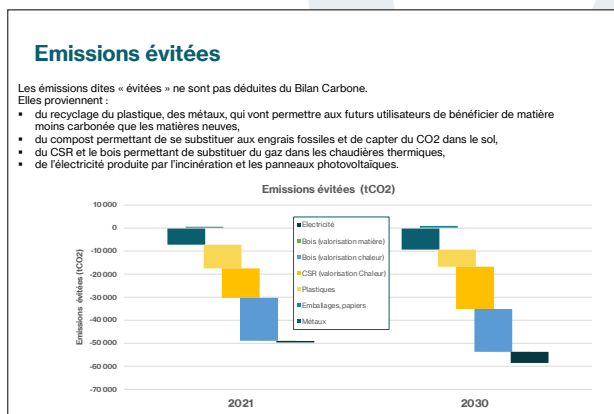 Emissions évitées
Les émissions dites « évitées » ne sont pas déduites du Bilan Carbone.
Elles proviennent :
▪ du recyclage du plastique, des métaux, qui vont permettre aux futurs utilisateurs de bénéficier de matière
moins carbonée que les matières neuves,
▪ du compost permettant de se substituer aux engrais fossiles et de capter du CO2 dans le sol,
▪ du CSR et le bois permettant de substituer du gaz dans les chaudières thermiques,
▪ de l'électricité produite par l'incinération et les panneaux photovoltaïques.
Emissions évitées (tCO2)
Emissions évitées (tCO2)
10 000
0
-10 000
-20 000
-30 000
-40 000
-50 000
-60 000
-70 000
Electricité
Bois (valorisation matière)
Bois (valorisation chaleur)
CSR (valorisation Chaleur)
Plastiques
Emballages, papiers
Métaux
2021
2030